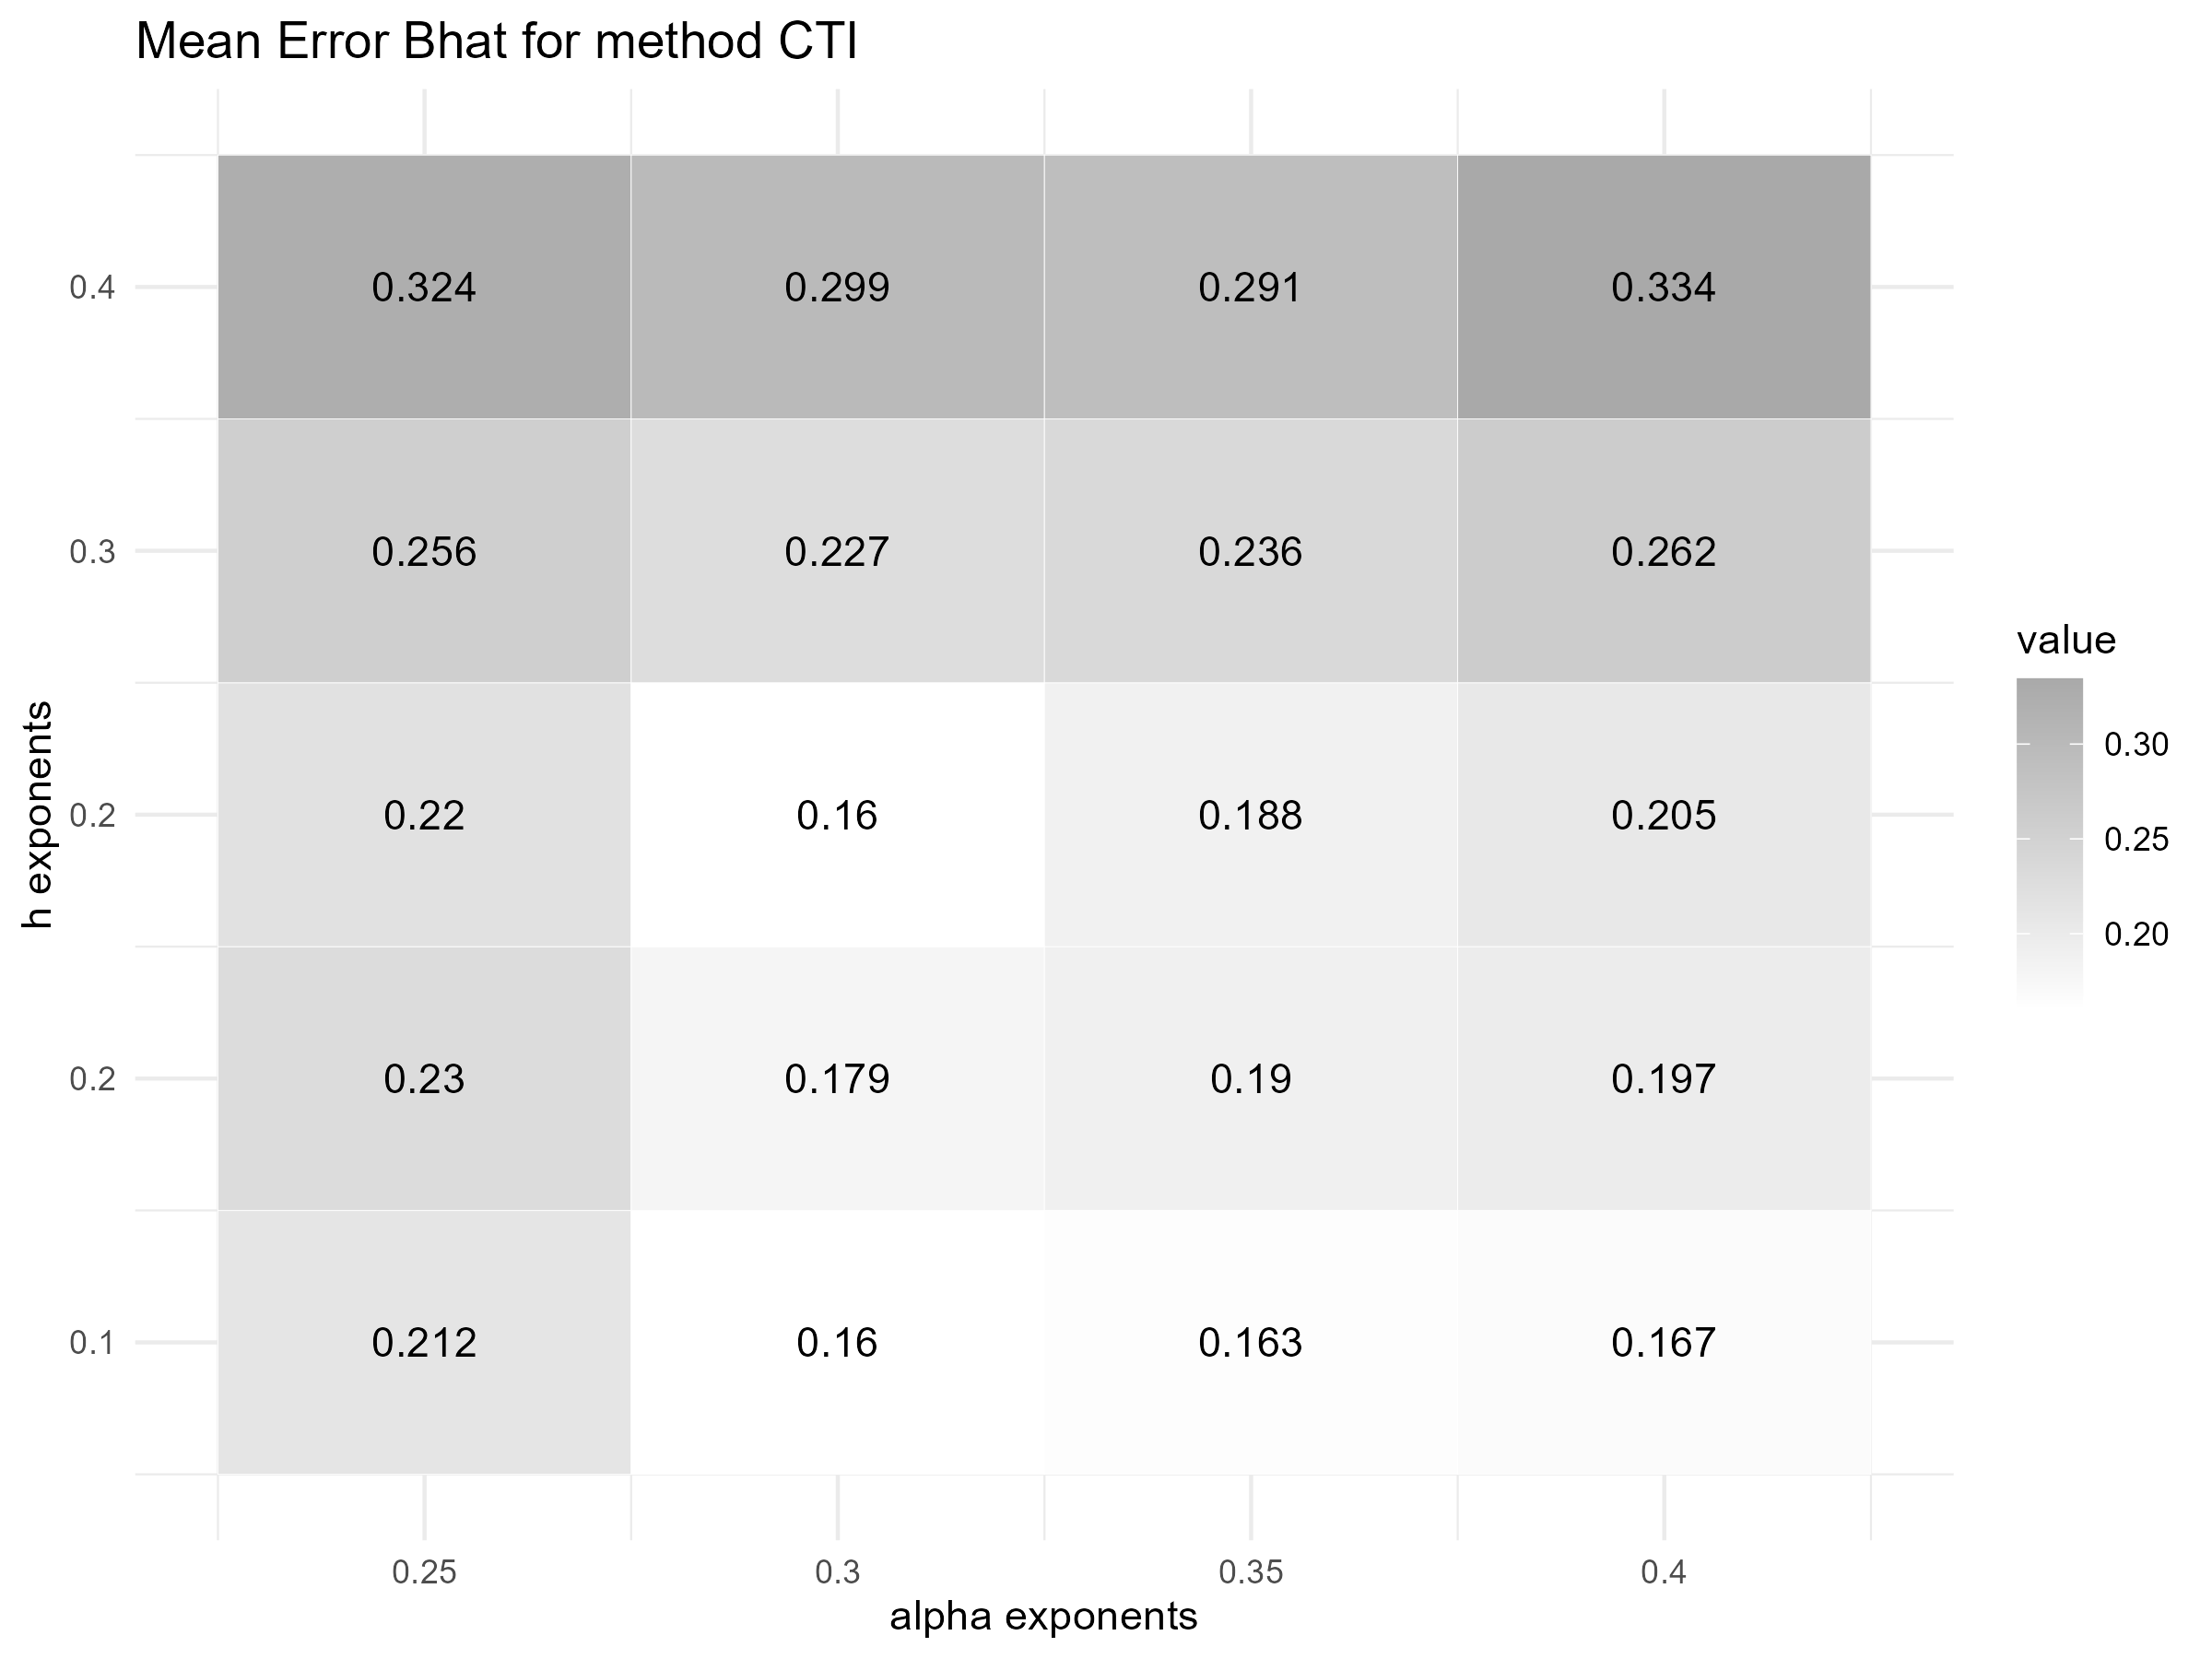 Mean Error Bhat for method CTI
h exponents
0.4 0.324 0.299 0.291 0.334
0.3 0.256 0.227 0.236 0.262
0.2 0.22 0.16 0.188 0.205
0.2 0.23 0.179 0.19 0.197
0.1 0.212 0.16 0.163 0.167
0.25 0.3 0.35 0.4
alpha exponents
value
0.30
0.25
0.20